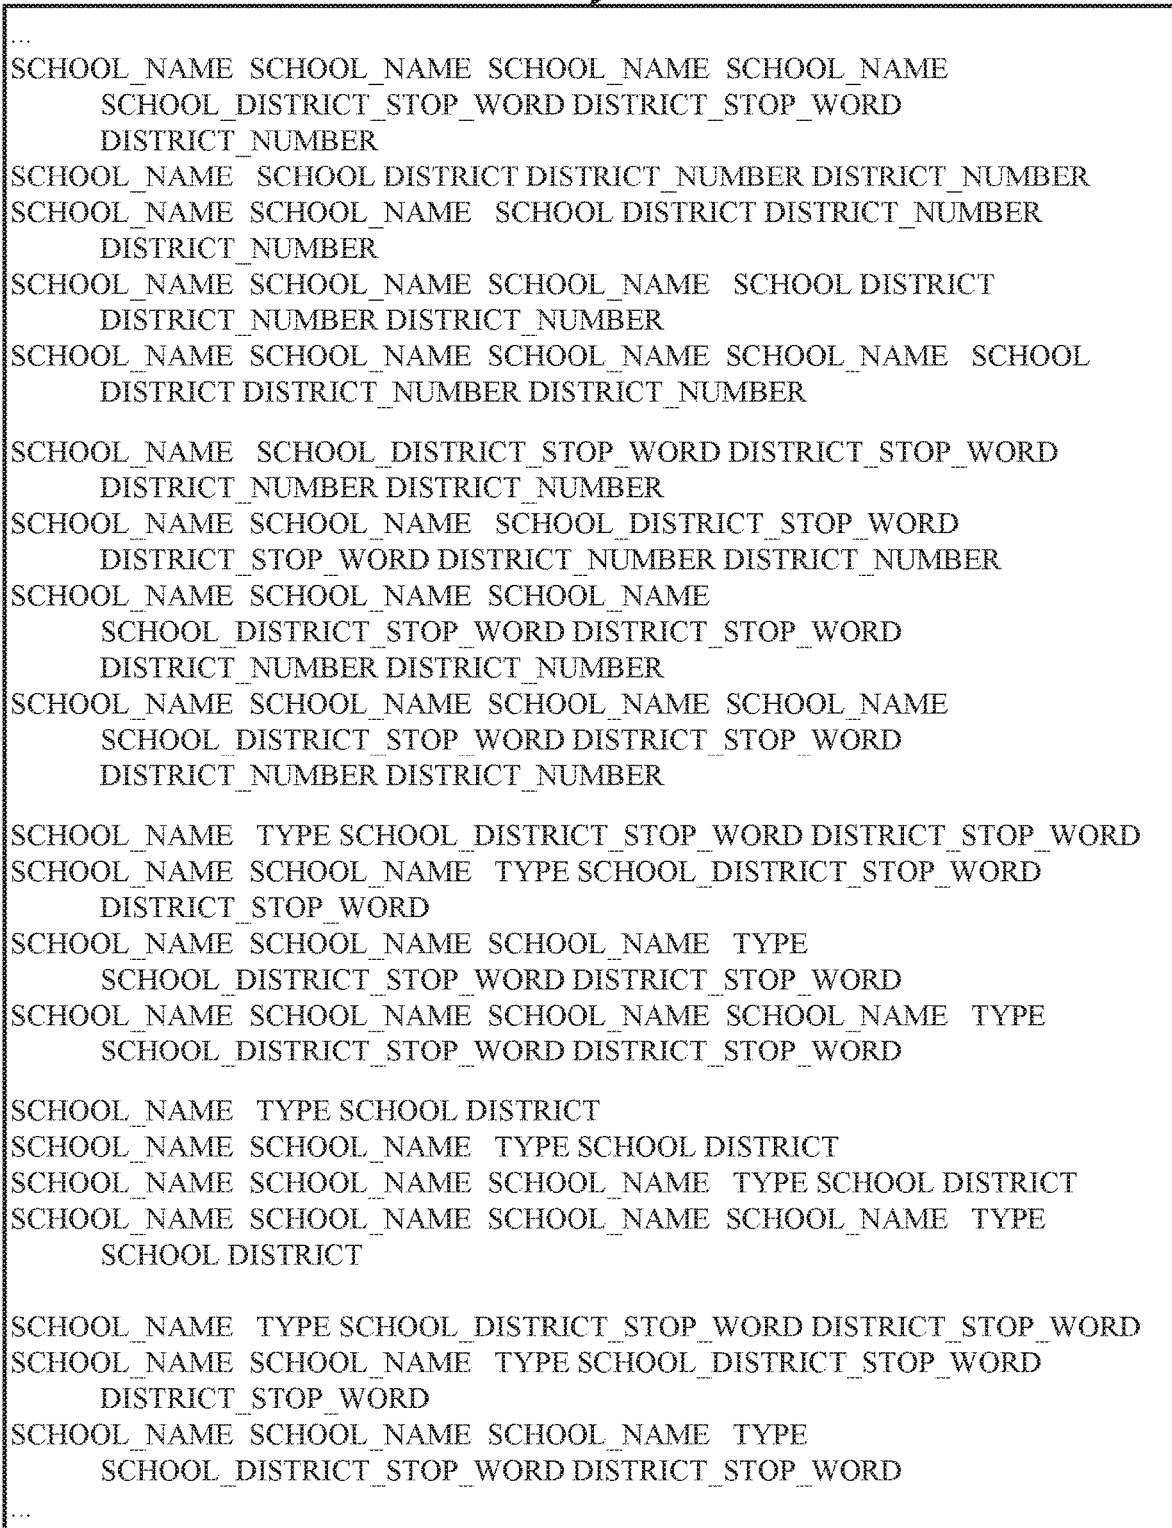 ...
SCHOOL_NAME SCHOOL_NAME SCHOOL_NAME SCHOOL_NAME
SCHOOL_DISTRICT_STOP_WORD DISTRICT_STOP_WORD
DISTRICT_NUMBER
SCHOOL_NAME SCHOOL DISTRICT DISTRICT_NUMBER DISTRICT_NUMBER
SCHOOL_NAME SCHOOL_NAME SCHOOL DISTRICT DISTRICT_NUMBER
DISTRICT_NUMBER
SCHOOL_NAME SCHOOL_NAME SCHOOL_NAME SCHOOL DISTRICT
DISTRICT_NUMBER DISTRICT_NUMBER
SCHOOL_NAME SCHOOL_NAME SCHOOL_NAME SCHOOL_NAME SCHOOL
DISTRICT DISTRICT_NUMBER DISTRICT_NUMBER
SCHOOL_NAME SCHOOL_DISTRICT_STOP_WORD DISTRICT_STOP_WORD
DISTRICT_NUMBER DISTRICT_NUMBER
SCHOOL_NAME SCHOOL_NAME SCHOOL_DISTRICT_STOP_WORD
DISTRICT_STOP_WORD DISTRICT_NUMBER DISTRICT_NUMBER
SCHOOL_NAME SCHOOL_NAME SCHOOL_NAME
SCHOOL_DISTRICT_STOP_WORD DISTRICT_STOP_WORD
DISTRICT_NUMBER DISTRICT_NUMBER
SCHOOL_NAME SCHOOL_NAME SCHOOL_NAME SCHOOL_NAME
SCHOOL_DISTRICT_STOP_WORD DISTRICT_STOP_WORD
DISTRICT_NUMBER DISTRICT_NUMBER
SCHOOL_NAME TYPE SCHOOL_DISTRICT_STOP_WORD DISTRICT_STOP_WORD
SCHOOL_NAME SCHOOL_NAME TYPE SCHOOL_DISTRICT_STOP_WORD
DISTRICT_STOP_WORD
SCHOOL_NAME SCHOOL_NAME SCHOOL_NAME TYPE
SCHOOL_DISTRICT_STOP_WORD DISTRICT_STOP_WORD
SCHOOL_NAME SCHOOL_NAME SCHOOL_NAME SCHOOL_NAME TYPE
SCHOOL_DISTRICT_STOP_WORD DISTRICT_STOP_WORD
SCHOOL_NAME TYPE SCHOOL DISTRICT
SCHOOL_NAME SCHOOL_NAME TYPE SCHOOL DISTRICT
SCHOOL_NAME SCHOOL_NAME SCHOOL_NAME TYPE SCHOOL DISTRICT
SCHOOL_NAME SCHOOL_NAME SCHOOL_NAME SCHOOL_NAME TYPE
SCHOOL DISTRICT
SCHOOL_NAME TYPE SCHOOL_DISTRICT_STOP_WORD DISTRICT_STOP_WORD
SCHOOL_NAME SCHOOL_NAME TYPE SCHOOL_DISTRICT_STOP_WORD
DISTRICT_STOP_WORD
SCHOOL_NAME SCHOOL_NAME SCHOOL_NAME TYPE
SCHOOL_DISTRICT_STOP_WORD DISTRICT_STOP_WORD
...